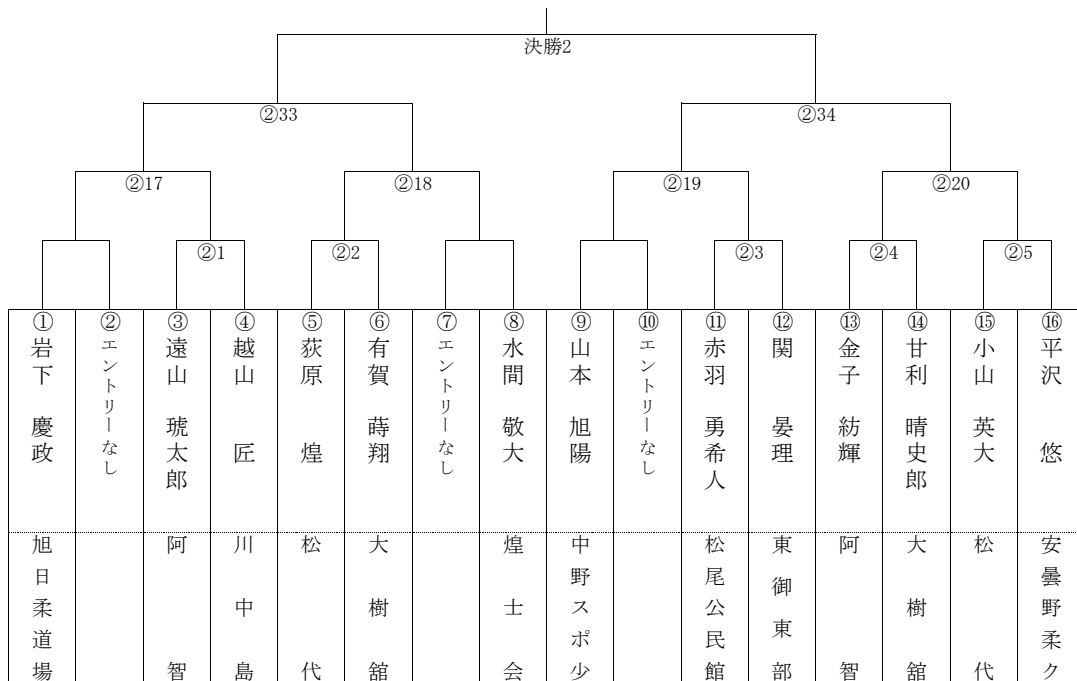 決勝2
②33
②34
②17
②18
②19
②20
②1
②2
②3
②4
②5
①
岩下 慶政
旭日柔道場
②
エントリーなし
③
遠山 琥太郎
阿智
④
越山 匠
川中島
⑤
荻原 煌
松代
⑥
有賀 蒔翔
大樹舘
⑦
エントリーなし
⑧
水間 敬大
煌士会
⑨
山本 旭陽
中野スポ少
⑩
エントリーなし
⑪
赤羽 勇希人
松尾公民館
⑫
関 晏理
東御東部
⑬
金子 紡輝
阿智
⑭
甘利 晴史郎
大樹舘
⑮
小山 英大
松代
⑯
平沢 悠
安曇野柔ク